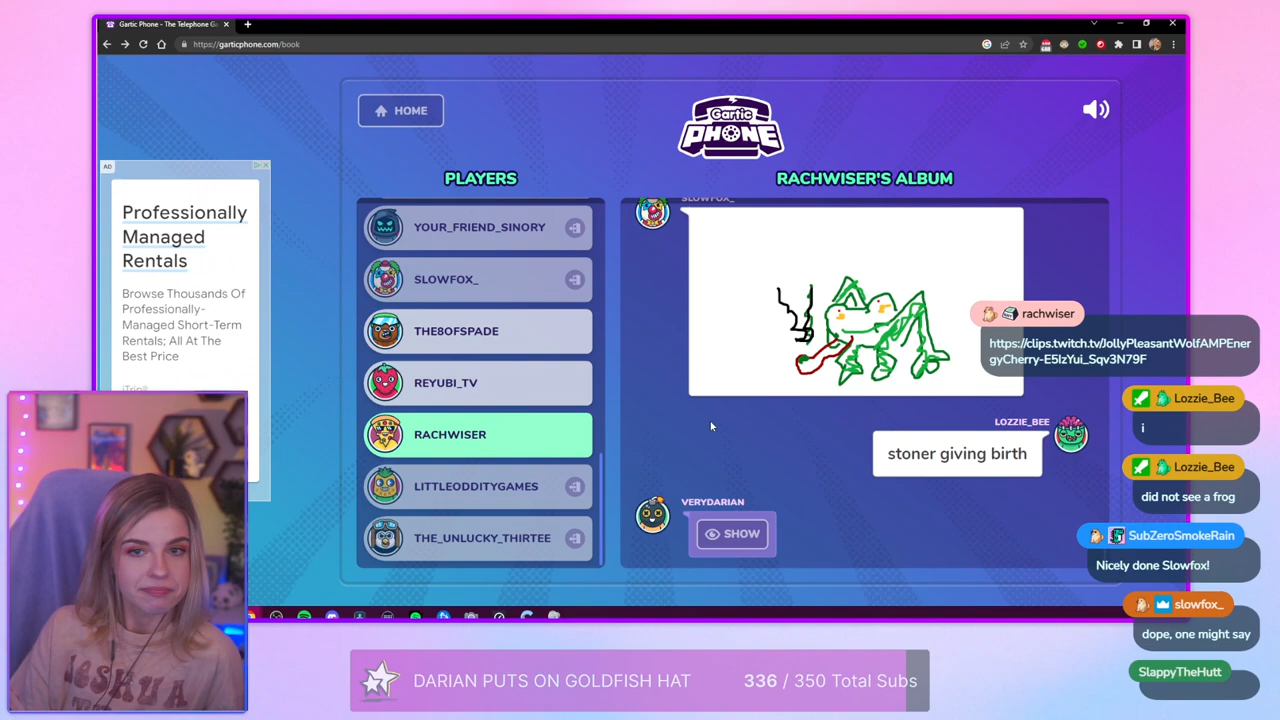 Gartic Phone - The Telephone Ga
https://garticphone.com/book
HOME
Gartic
PHONE
AD
Professionally
Managed
Rentals
Browse Thousands Of
Professionally-
Managed Short-Term
Rentals; All At The
Best Price
PLAYERS
YOUR_FRIEND_SINORY
SLOWFOX_
THE8OFSPADE
REYUBI_TV
RACHWISER
LITTLEODDITYGAMES
THE_UNLUCKY_THIRTEE
RACHWISER'S ALBUM
SLOWFOX_
LOZZIE_BEE
stoner giving birth
VERYDARIAN
SHOW
rachwiser
https://clips.twitch.tv/JollyPleasantWolfAMPEner
gyCherry-E5IzYui_Sqv3N79F
Lozzie_Bee
i
Lozzie_Bee
did not see a frog
SubZeroSmokeRain
Nicely done Slowfox!
slowfox_
dope, one might say
SlappyTheHutt
DARIAN PUTS ON GOLDFISH HAT
336 / 350 Total Subs